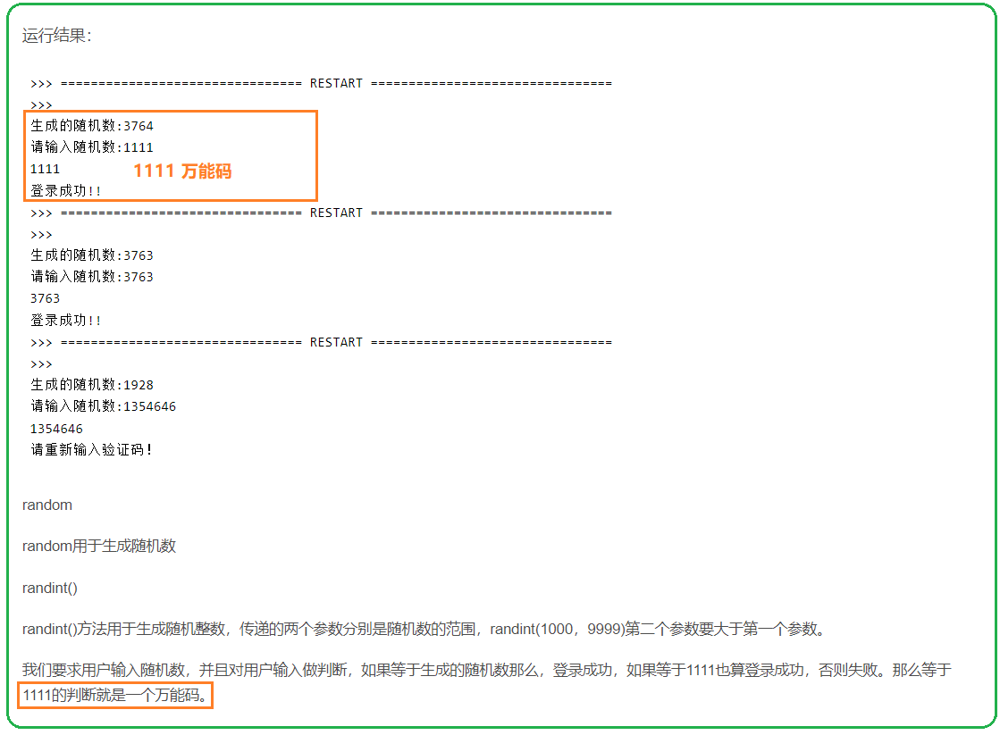 运行结果：
>>> ================================ RESTART ================================
>>>
生成的随机数:3764
请输入随机数:1111
1111
1111 万能码
登录成功!!
>>> ================================ RESTART ================================
>>>
生成的随机数:3763
请输入随机数:3763
3763
登录成功!!
>>> ================================ RESTART ================================
>>>
生成的随机数:1928
请输入随机数:1354646
1354646
请重新输入验证码!
random
random用于生成随机数
randint()
randint()方法用于生成随机整数，传递的两个参数分别是随机数的范围，randint(1000，9999)第二个参数要大于第一个参数。
我们要求用户输入随机数，并且对用户输入做判断，如果等于生成的随机数那么，登录成功，如果等于1111也算登录成功，否则失败。那么等于
1111的判断就是一个万能码。